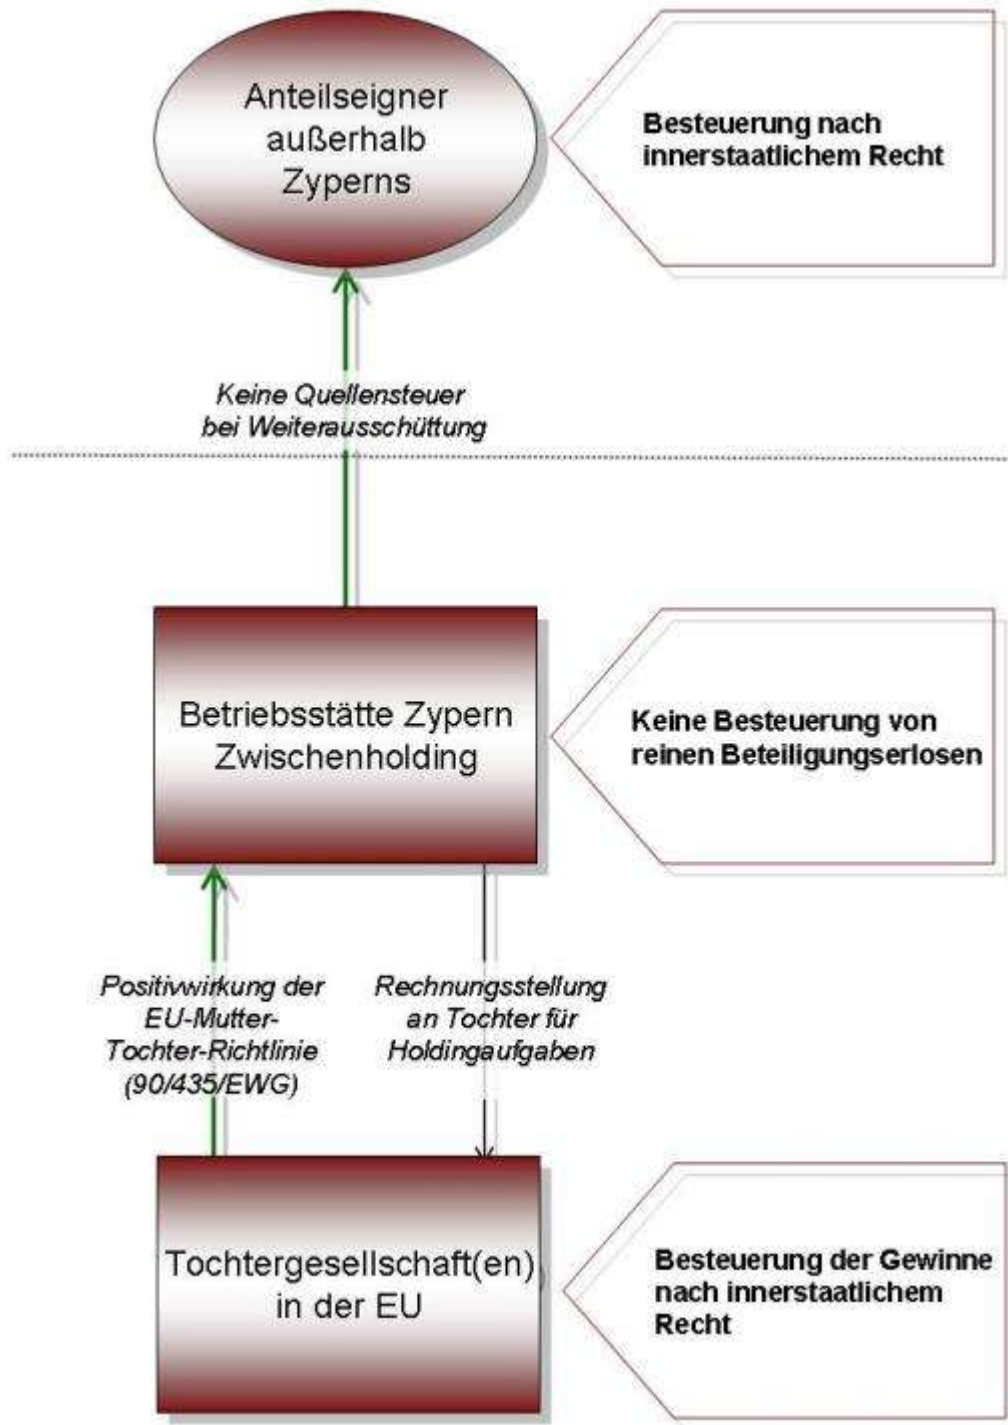 Anteilseigner
außerhalb
Zyperns
Besteuerung nach
innerstaatlichem Recht
Keine Quellensteuer
bei Weiterausschüttung
Betriebsstätte Zypern
Zwischenholding
Keine Besteuerung von
reinen Beteiligungserlosen
Positivwirkung der
EU-Mutter-
Tochter-Richtlinie
(90/435/EWG)
Rechnungsstellung
an Tochter für
Holdingaufgaben
Tochtergesellschaft(en)
in der EU
Besteuerung der Gewinne
nach innerstaatlichem
Recht